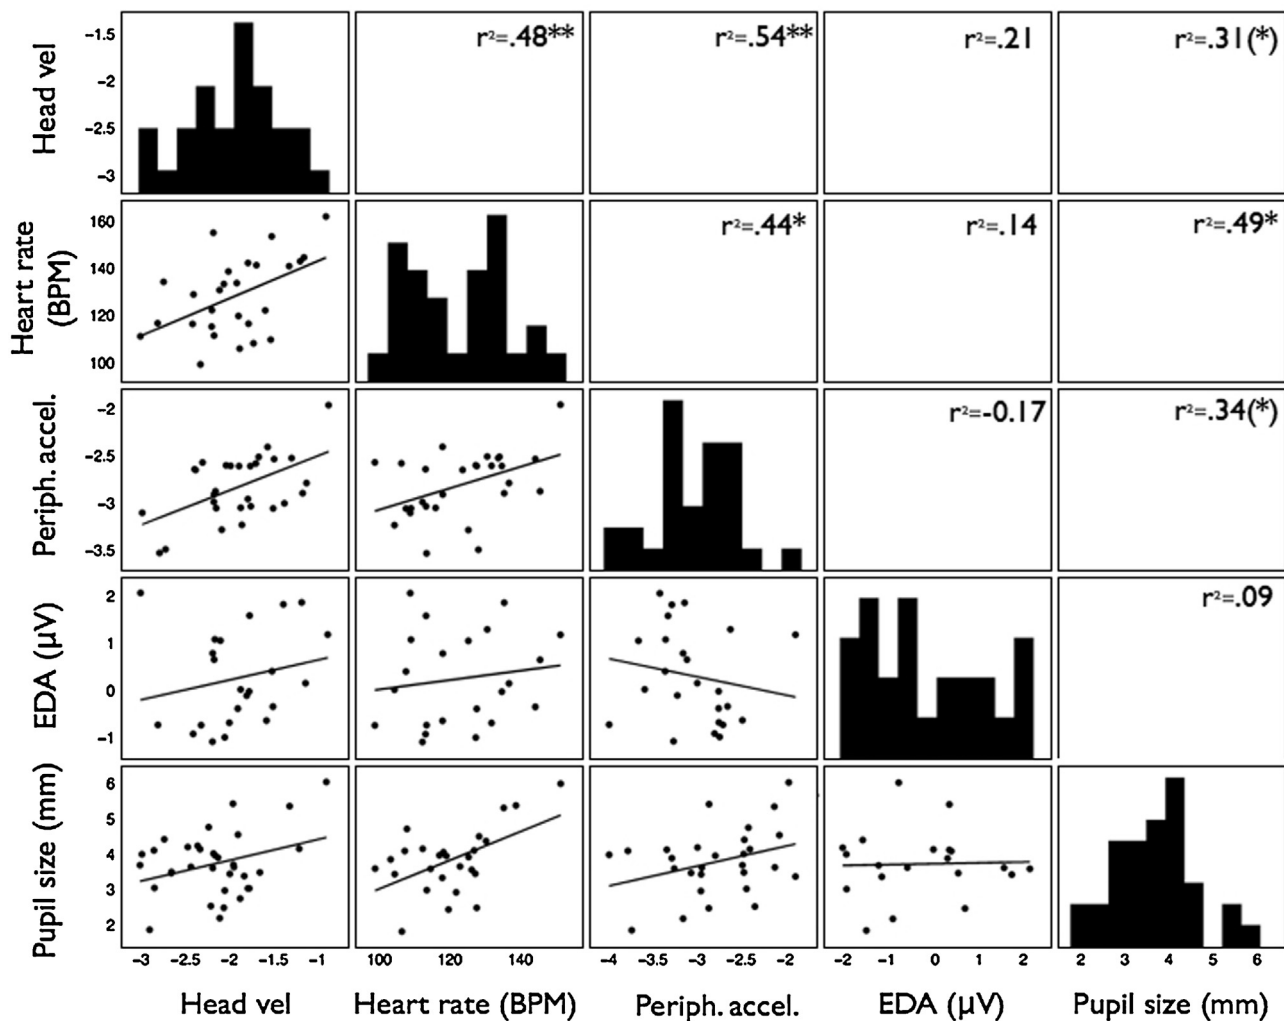 Head vel
-1.5
-2
-2.5
-3
r²=.48**
r²=.54**
r²=.21
r²=.31(*)
Heart rate
(BPM)
160
140
120
100
r²=.44*
r²=.14
r²=.49*
Periph. accel.
-2
-2.5
-3
-3.5
r²=-0.17
r²=.34(*)
EDA (µV)
2
1
0
-1
r²=.09
Pupil size (mm)
6
5
4
3
2
-3 -2.5 -2 -1.5 -1
100 120 140
-4 -3.5 -3 -2.5 -2
-2 -1 0 1 2
2 3 4 5 6
Head vel
Heart rate (BPM)
Periph. accel.
EDA (µV)
Pupil size (mm)